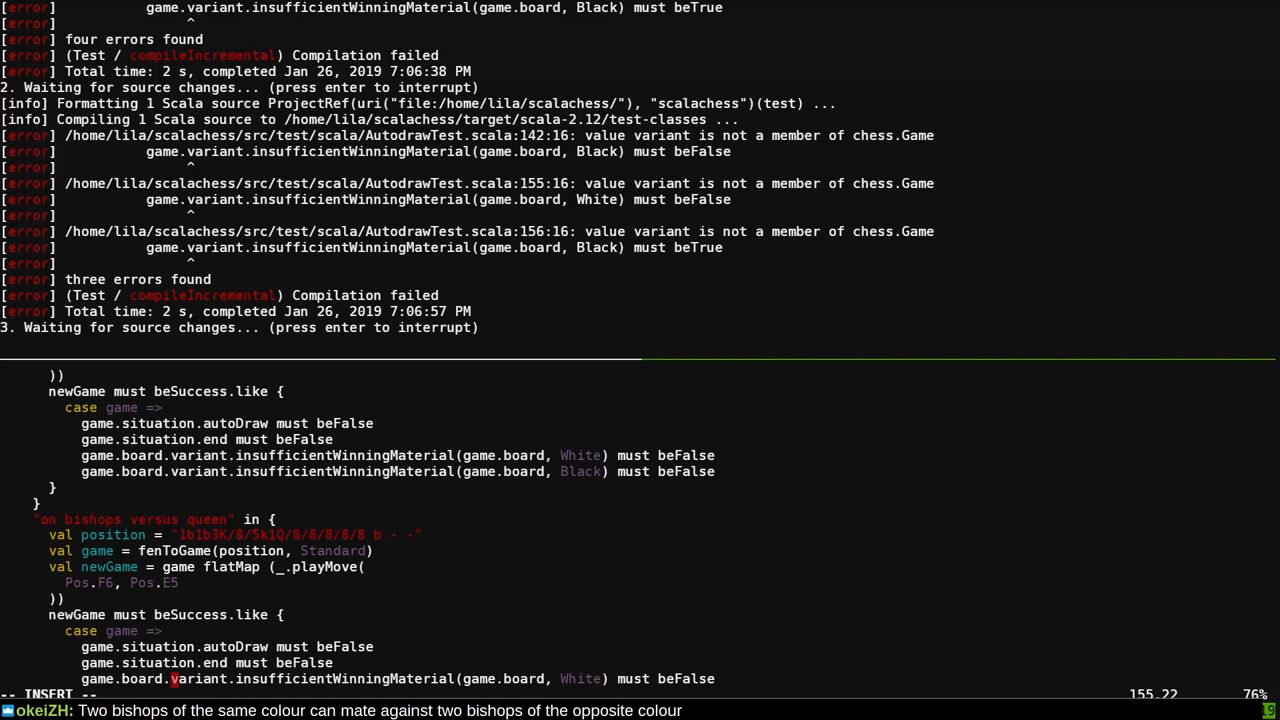 [error]          game.variant.insufficientWinningMaterial(game.board, Black) must beTrue
[error]               ^
[error] four errors found
[error] (Test / compileIncremental) Compilation failed
[error] Total time: 2 s, completed Jan 26, 2019 7:06:38 PM
2. Waiting for source changes... (press enter to interrupt)
[info] Formatting 1 Scala source ProjectRef(uri("file:/home/lila/scalachess/"), "scalachess")(test) ...
[info] Compiling 1 Scala source to /home/lila/scalachess/target/scala-2.12/test-classes ...
[error] /home/lila/scalachess/src/test/scala/AutodrawTest.scala:142:16: value variant is not a member of chess.Game
[error]          game.variant.insufficientWinningMaterial(game.board, Black) must beFalse
[error]               ^
[error] /home/lila/scalachess/src/test/scala/AutodrawTest.scala:155:16: value variant is not a member of chess.Game
[error]          game.variant.insufficientWinningMaterial(game.board, White) must beFalse
[error]               ^
[error] /home/lila/scalachess/src/test/scala/AutodrawTest.scala:156:16: value variant is not a member of chess.Game
[error]          game.variant.insufficientWinningMaterial(game.board, Black) must beTrue
[error]               ^
[error] three errors found
[error] (Test / compileIncremental) Compilation failed
[error] Total time: 2 s, completed Jan 26, 2019 7:06:57 PM
3. Waiting for source changes... (press enter to interrupt)
))
newGame must beSuccess.like {
case game =>
game.situation.autoDraw must beFalse
game.situation.end must beFalse
game.board.variant.insufficientWinningMaterial(game.board, White) must beFalse
game.board.variant.insufficientWinningMaterial(game.board, Black) must beFalse
}
}
"on bishops versus queen" in {
val position = "1b1b3K/8/5k1Q/8/8/8/8/8 b - -"
val game = fenToGame(position, Standard)
val newGame = game flatMap (_.playMove(
Pos.F6, Pos.E5
))
newGame must beSuccess.like {
case game =>
game.situation.autoDraw must beFalse
game.situation.end must beFalse
game.board.variant.insufficientWinningMaterial(game.board, White) must beFalse
-- INSERT -- 155,22 76%
okeiZH: Two bishops of the same colour can mate against two bishops of the opposite colour